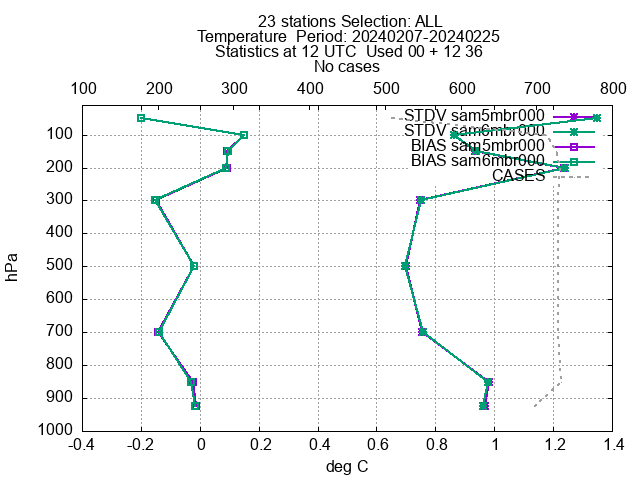 23 stations Selection: ALL
Temperature  Period: 20240207-20240225
Statistics at 12 UTC  Used 00 + 12 36
No cases
100 200 300 400 500 600 700 800
STDV sam5mbr000
100
STDV sam6mbr000
BIAS sam5mbr000
200
BIAS sam6mbr000
CASES
300
400
hPa
500
600
700
800
900
1000
-0.4 -0.2 0 0.2 0.4 0.6 0.8 1 1.2 1.4
deg C